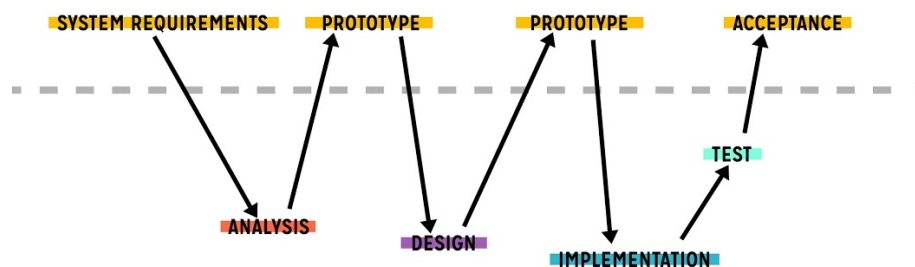 SYSTEM REQUIREMENTS
PROTOTYPE
PROTOTYPE
ACCEPTANCE
TEST
ANALYSIS
DESIGN
IMPLEMENTATION